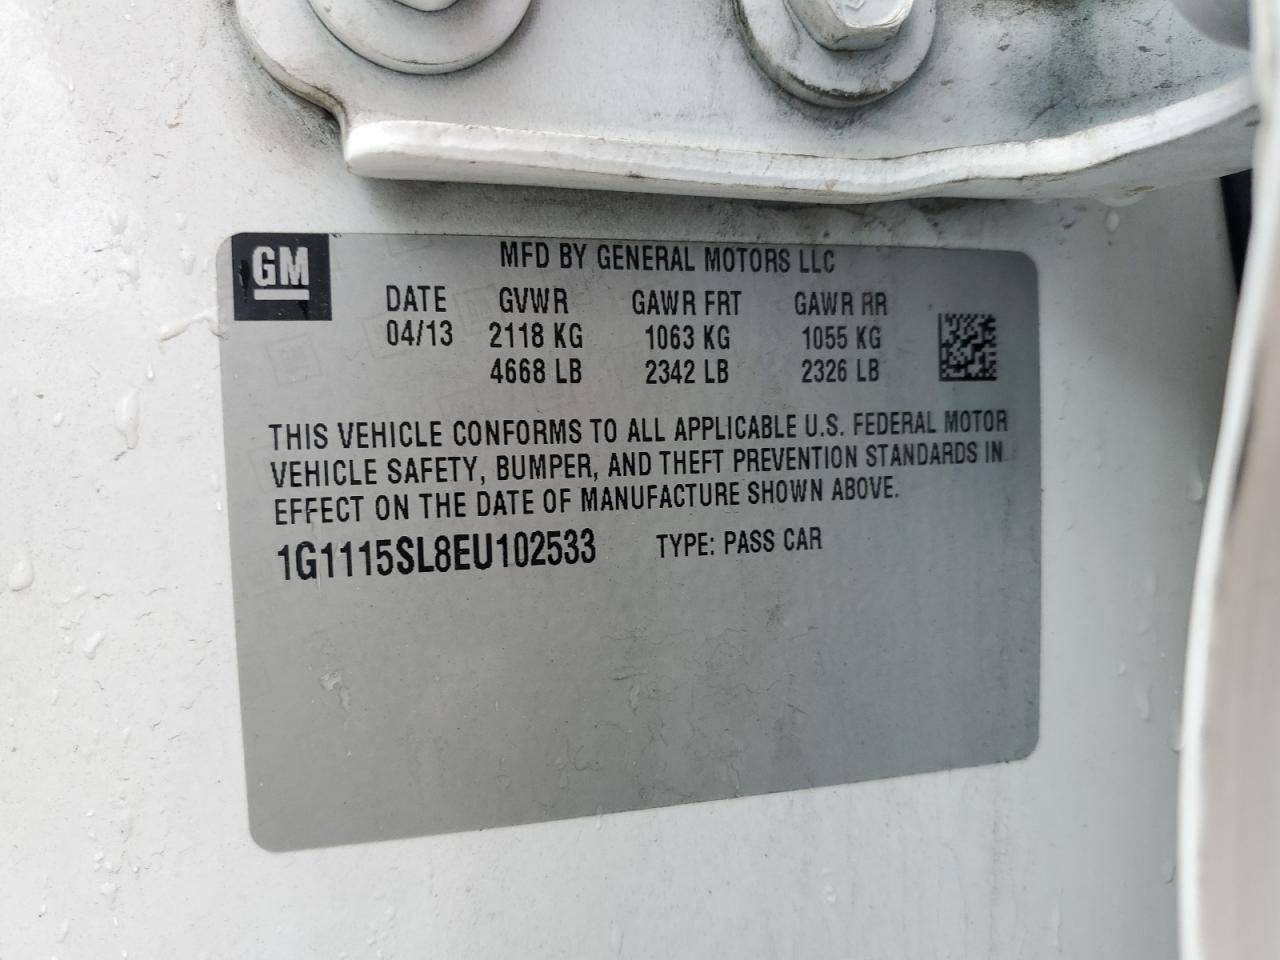 GM
MFD BY GENERAL MOTORS LLC
DATE GVWR GAWR FRT GAWR RR
04/13 2118 KG 1063 KG 1055 KG
4668 LB 2342 LB 2326 LB
THIS VEHICLE CONFORMS TO ALL APPLICABLE U.S. FEDERAL MOTOR
VEHICLE SAFETY, BUMPER, AND THEFT PREVENTION STANDARDS IN
EFFECT ON THE DATE OF MANUFACTURE SHOWN ABOVE.
1G1115SL8EU102533 TYPE: PASS CAR